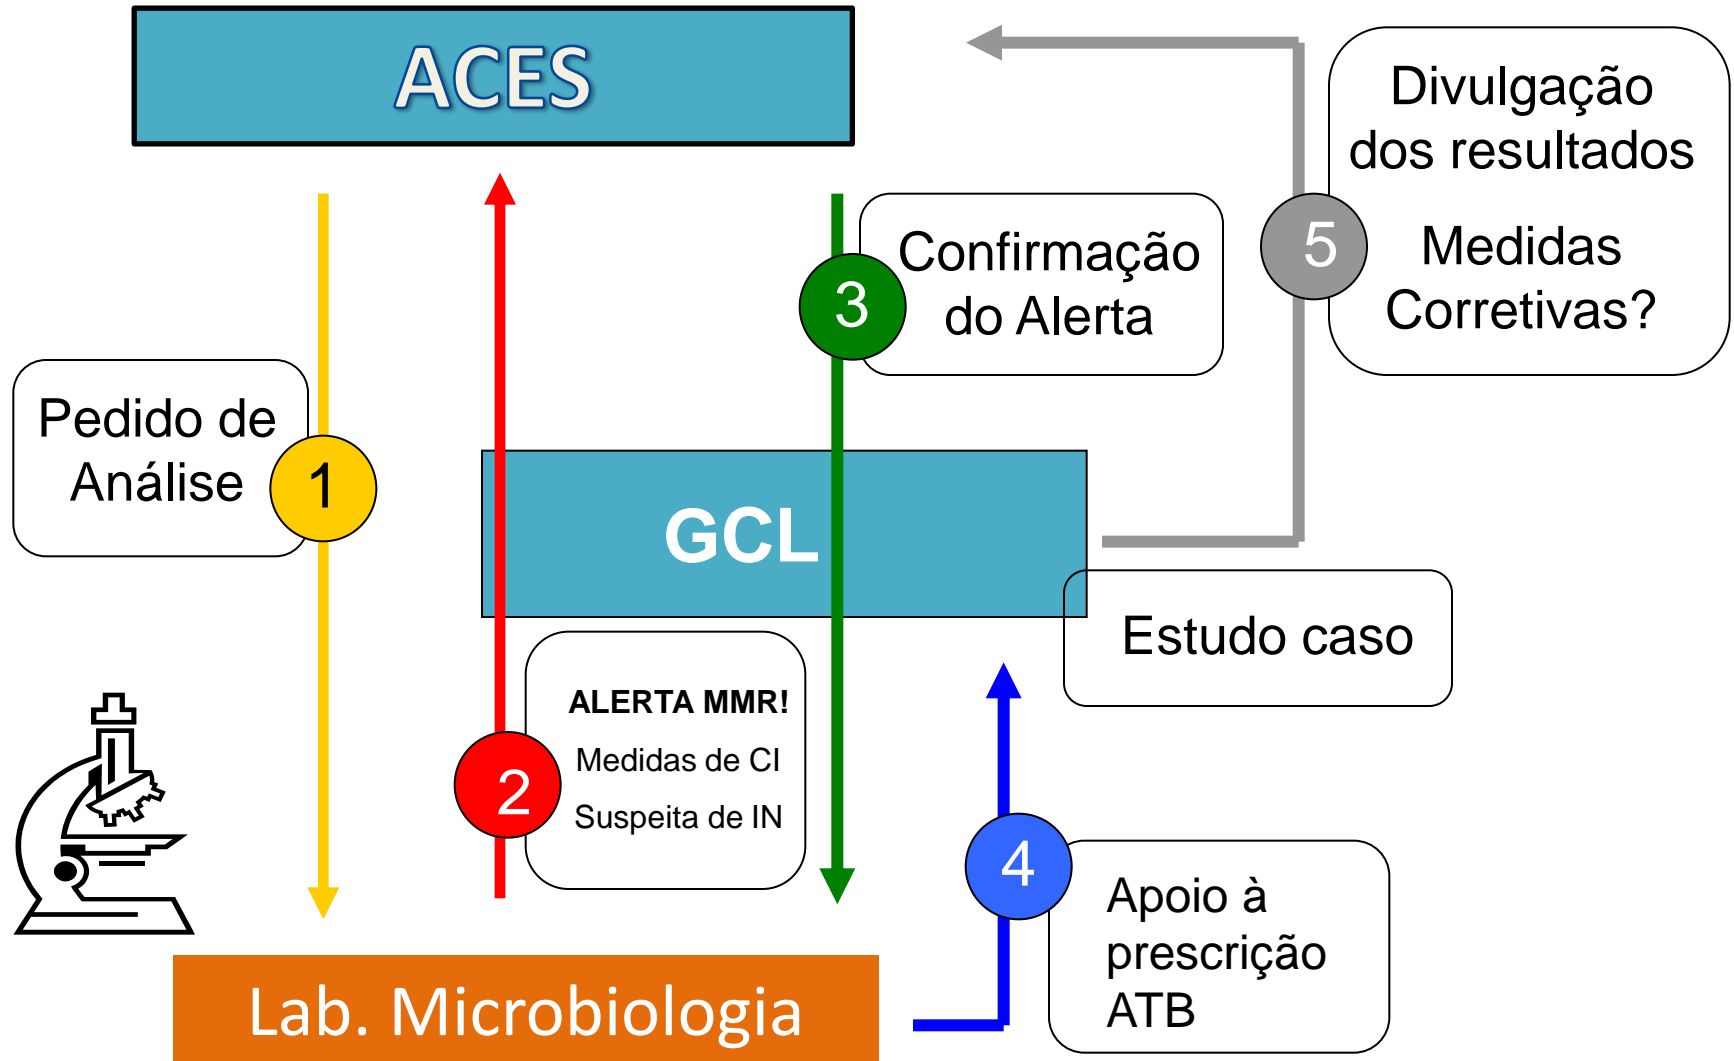 ACES
Divulgação
dos resultados
Medidas
Corretivas?
5
Confirmação
do Alerta
3
Pedido de
Análise
1
GCL
Estudo caso
ALERTA MMR!
Medidas de CI
Suspeita de IN
2
4
Apoio à
prescrição
ATB
Lab. Microbiologia